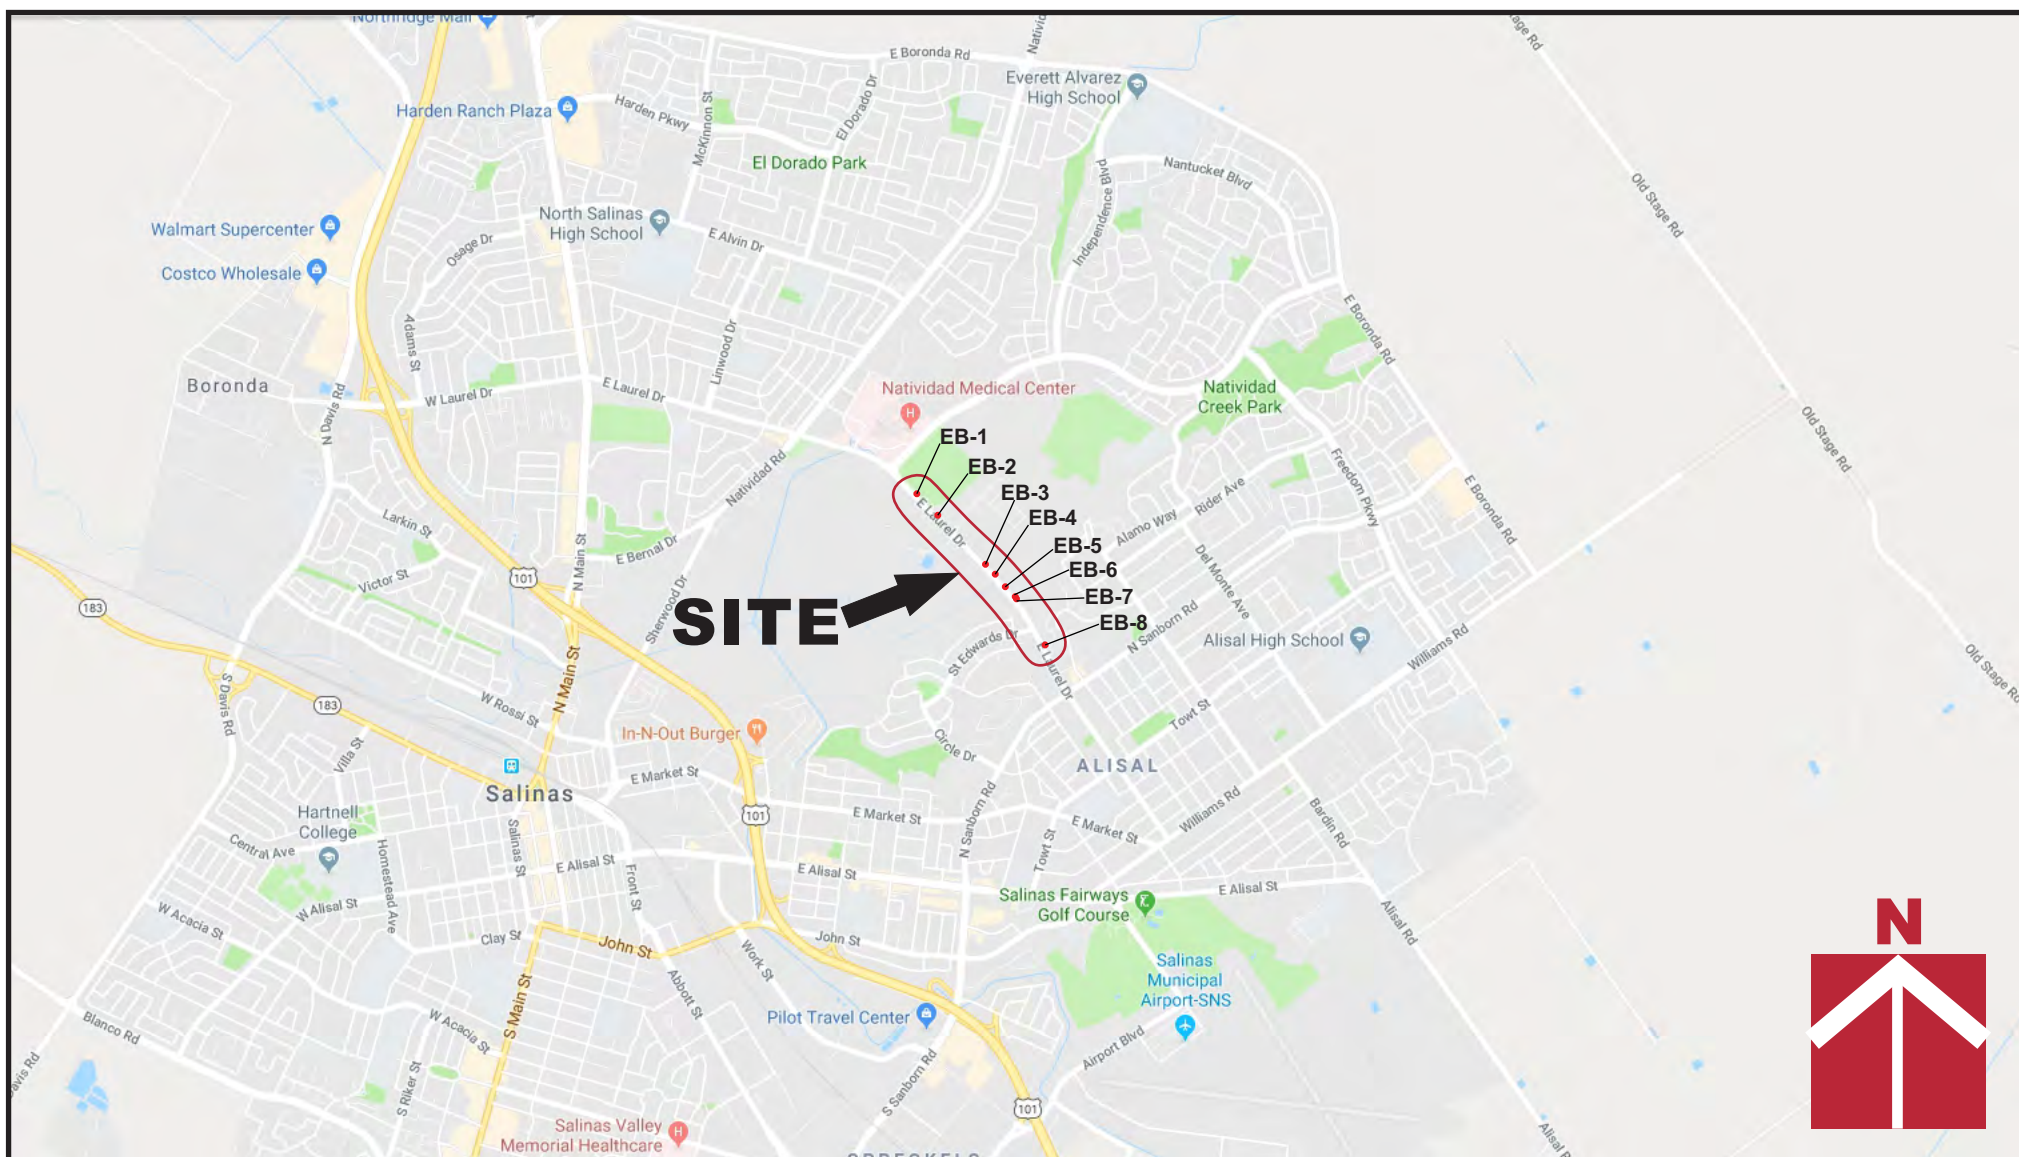 Northridge Mall
E Boronda Rd
Everett Alvarez
High School
Harden Ranch Plaza
Harden Pkwy
McKinnon St
El Dorado Dr
El Dorado Park
Independence Blvd
Nantucket Blvd
Old Stage Rd
Walmart Supercenter
Costco Wholesale
North Salinas
High School
Osage Dr
E Alvin Dr
Adams St
Linwood Dr
E Boronda Rd
Boronda
N Davis Rd
W Laurel Dr
E Laurel Dr
Natividad Medical Center
H
Natividad
Creek Park
Old Stage Rd
EB-1
EB-2
EB-3
EB-4
EB-5
EB-6
EB-7
EB-8
SITE
E Laurel Dr
Natividad Rd
Freedom Pkwy
Rider Ave
Alamo Way
E Boronda Rd
Larkin St
E Bernal Dr
Victor St
N Main St
101
183
Sherwood Dr
Del Monte Ave
N Sanborn Rd
Alisal High School
Williams Rd
St Edwards Dr
E Laurel Dr
Old Stage Rd
S Davis Rd
183
W Rossi St
N Main St
In-N-Out Burger
Circle Dr
Towt St
ALISAL
Villa St
Salinas
E Market St
101
E Market St
N Sanborn Rd
E Market St
Williams Rd
Bardin Rd
Hartnell
College
Central Ave
Homestead Ave
Salinas St
E Alisal St
Front St
E Alisal St
Towt St
E Alisal St
Salinas Fairways
Golf Course
W Acacia St
W Alisal St
Clay St
John St
John St
Work St
Alisal Rd
Salinas
Municipal
Airport-SNS
N
Abbott St
S Main St
Blanco Rd
W Acacia St
Pilot Travel Center
Airport Blvd
S Riker St
S Sanborn Rd
101
Salinas Valley
Memorial Healthcare
H